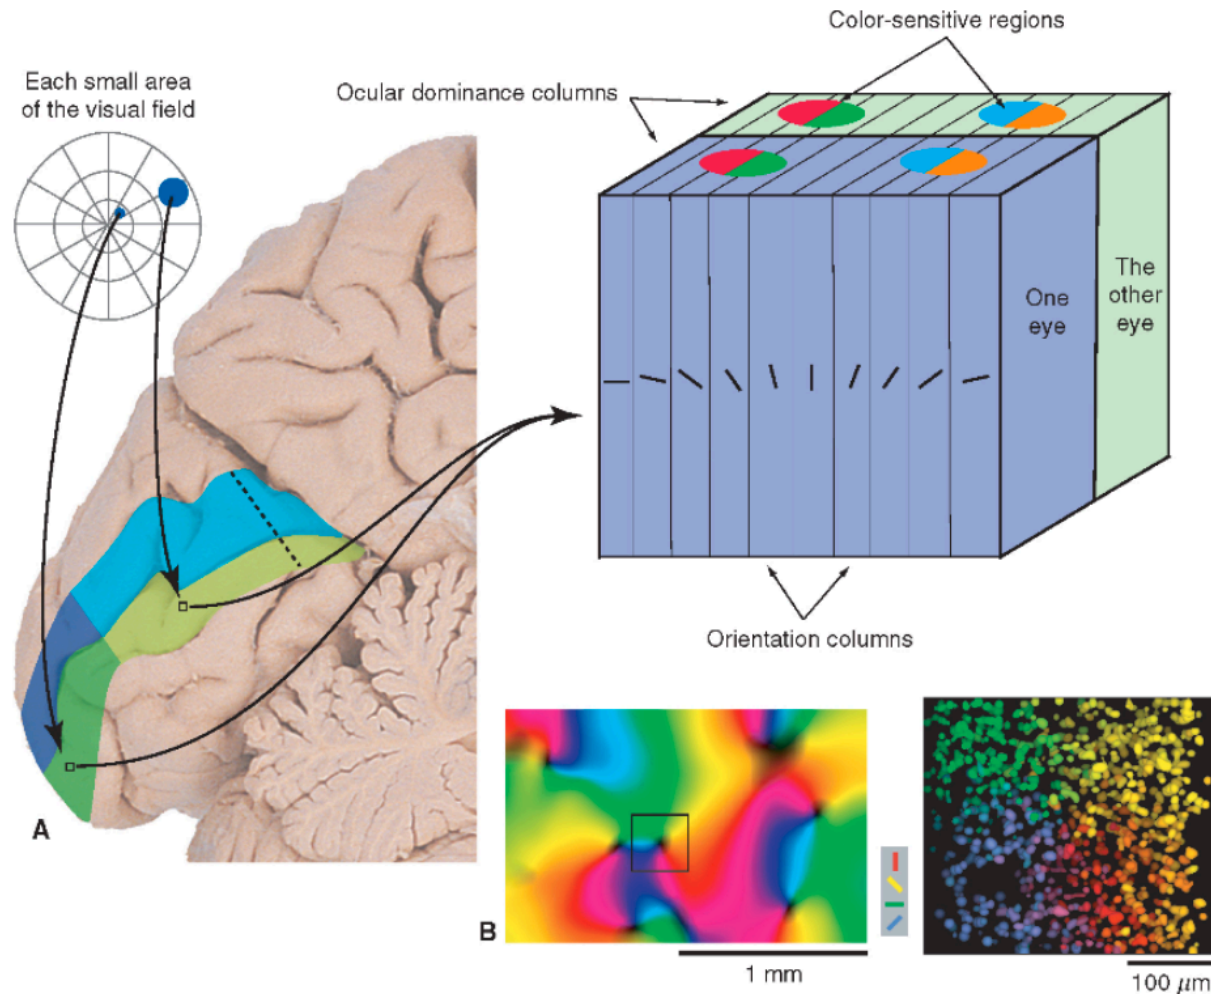 Color-sensitive regions
Each small area
of the visual field
Ocular dominance columns
One
eye
The
other
eye
Orientation columns
A
B
1 mm
100 μm